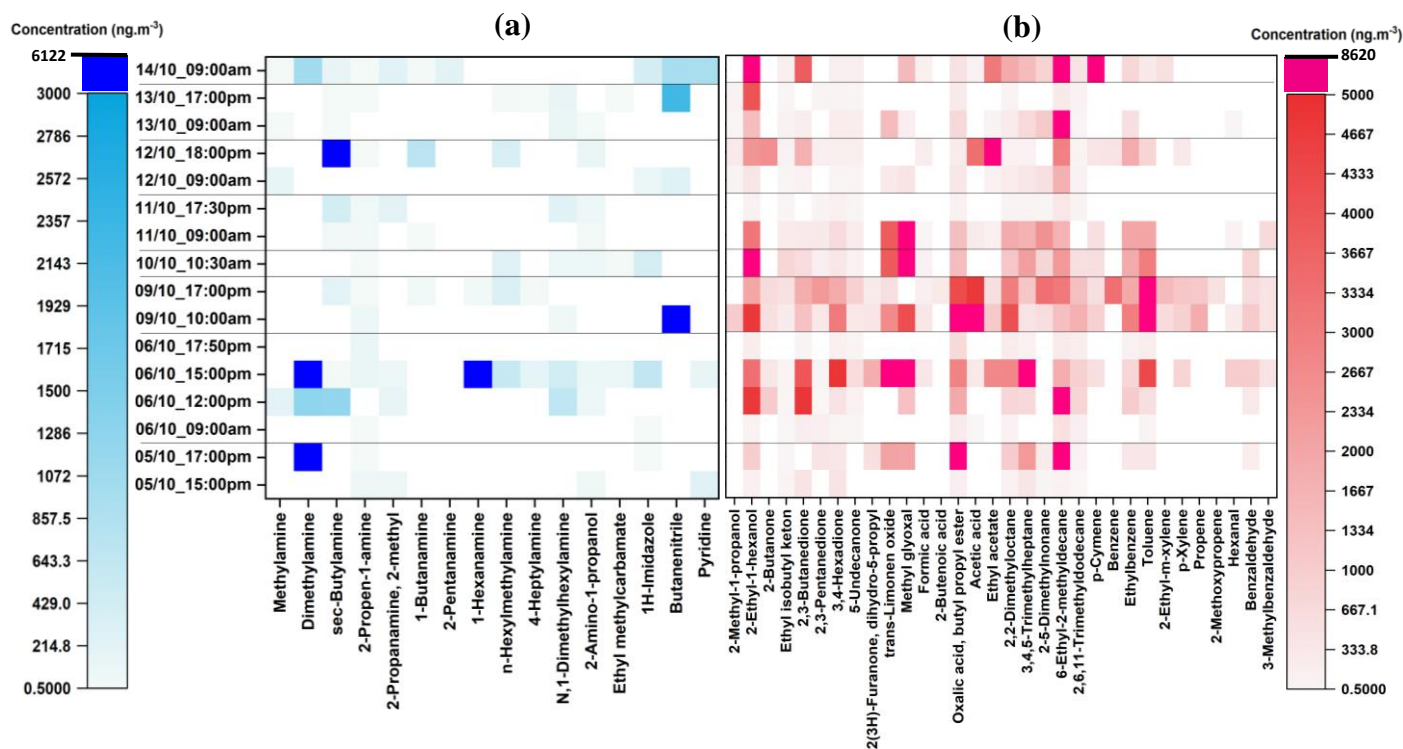 (a)
(b)
Concentration (ng.m-3)
6122
3000
2786
2572
2357
2143
1929
1715
1500
1286
1072
857.5
643.3
429.0
214.8
0.5000
14/10_09:00am
13/10_17:00pm
13/10_09:00am
12/10_18:00pm
12/10_09:00am
11/10_17:30pm
11/10_09:00am
10/10_10:30am
09/10_17:00pm
09/10_10:00am
06/10_17:50pm
06/10_15:00pm
06/10_12:00pm
06/10_09:00am
05/10_17:00pm
05/10_15:00pm
Methylamine
Dimethylamine
sec-Butylamine
2-Propen-1-amine
2-Propanamine, 2-methyl
1-Butanamine
2-Pentanamine
1-Hexanamine
n-Hexylmethylamine
4-Heptylamine
N,1-Dimethylhexylamine
2-Amino-1-propanol
Ethyl methylcarbamate
1H-Imidazole
Butanenitrile
Pyridine
2-Methyl-1-propanol
2-Ethyl-1-hexanol
2-Butanone
Ethyl isobutyl keton
2,3-Butanedione
2,3-Pentanedione
3,4-Hexadione
5-Undecanone
2(3H)-Furanone, dihydro-5-propyl
trans-Limonen oxide
Methyl glyoxal
Formic acid
2-Butenoic acid
Oxalic acid, butyl propyl ester
Acetic acid
Ethyl acetate
2,2-Dimethyloctane
3,4,5-Trimethylheptane
2-5-Dimethylnonane
6-Ethyl-2-methyldecane
2,6,11-Trimethyldodecane
p-Cymene
Benzene
Ethylbenzene
Toluene
2-Ethyl-m-xylene
p-Xylene
Propene
2-Methoxypropene
Hexanal
Benzaldehyde
3-Methylbenzaldehyde
Concentration (ng.m-3)
8620
5000
4667
4333
4000
3667
3334
3000
2667
2334
2000
1667
1334
1000
667.1
333.8
0.5000